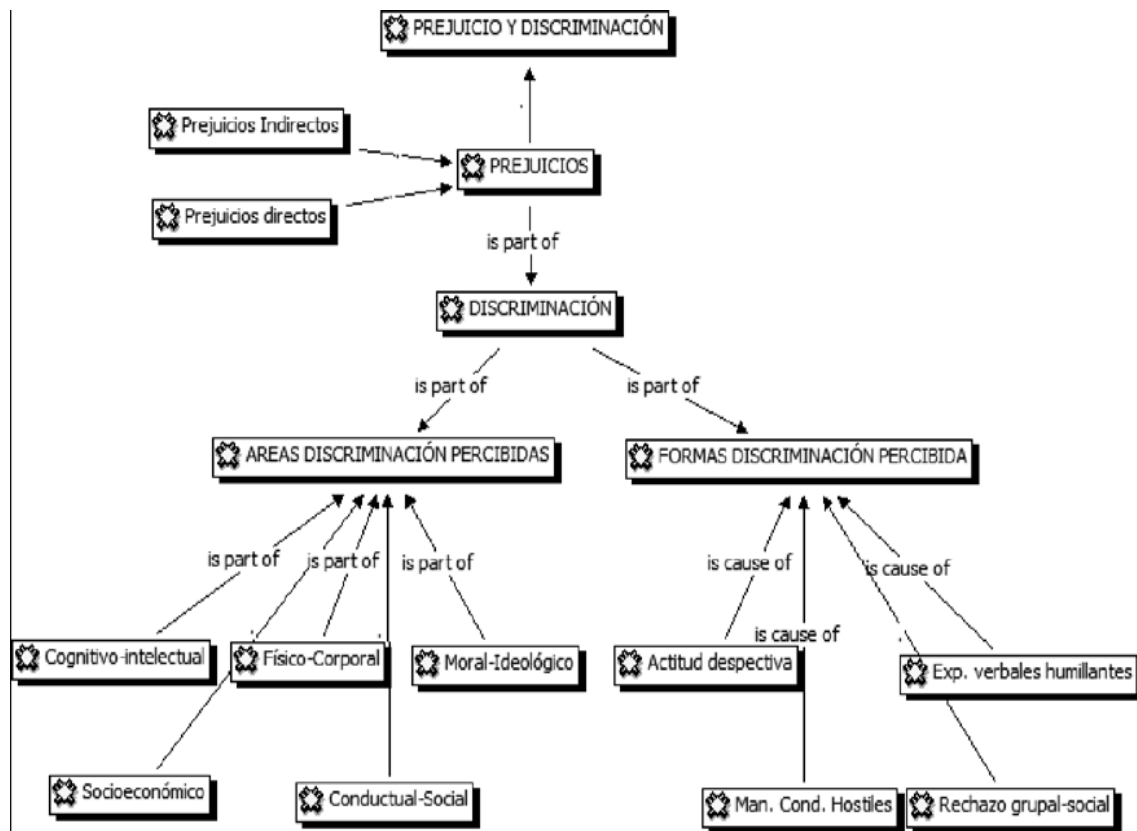 PREJUICIO Y DISCRIMINACIÓN
Prejuicios Indirectos
PREJUICIOS
Prejuicios directos
is part of
DISCRIMINACIÓN
is part of
is part of
AREAS DISCRIMINACIÓN PERCIBIDAS
FORMAS DISCRIMINACIÓN PERCIBIDA
is part of
is part of
is part of
is cause of
is cause of
is cause of
Cognitivo-intelectual
Físico-Corporal
Moral-Ideológico
Actitud despectiva
Exp. verbales humillantes
Socioeconómico
Conductual-Social
Man. Cond. Hostiles
Rechazo grupal-social